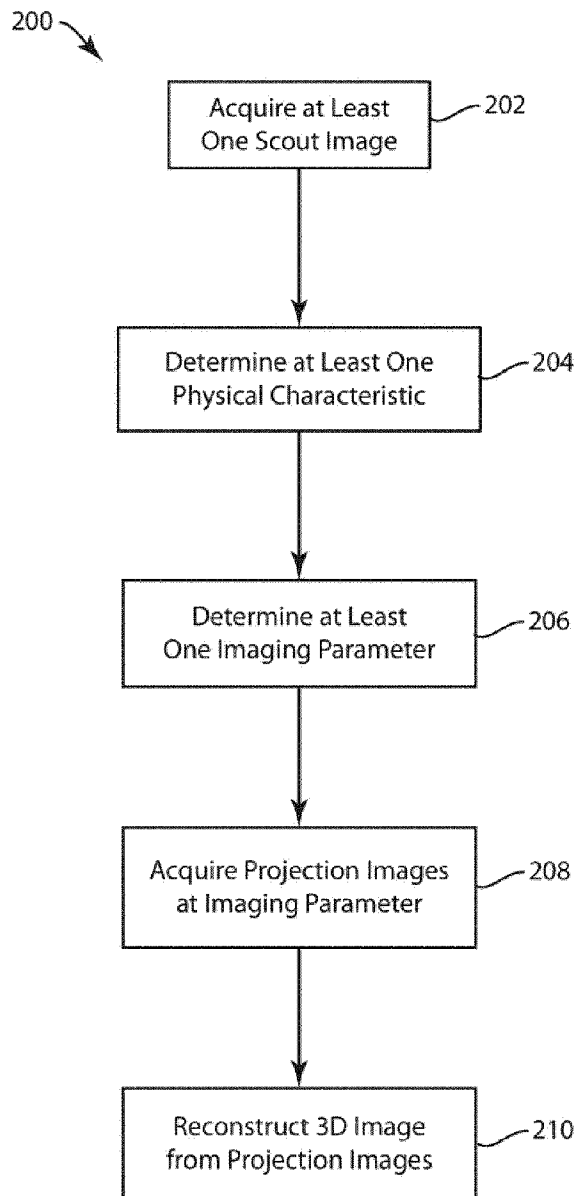 200
Acquire at Least
One Scout Image
202
Determine at Least One
Physical Characteristic
204
Determine at Least
One Imaging Parameter
206
Acquire Projection Images
at Imaging Parameter
208
Reconstruct 3D Image
from Projection Images
210